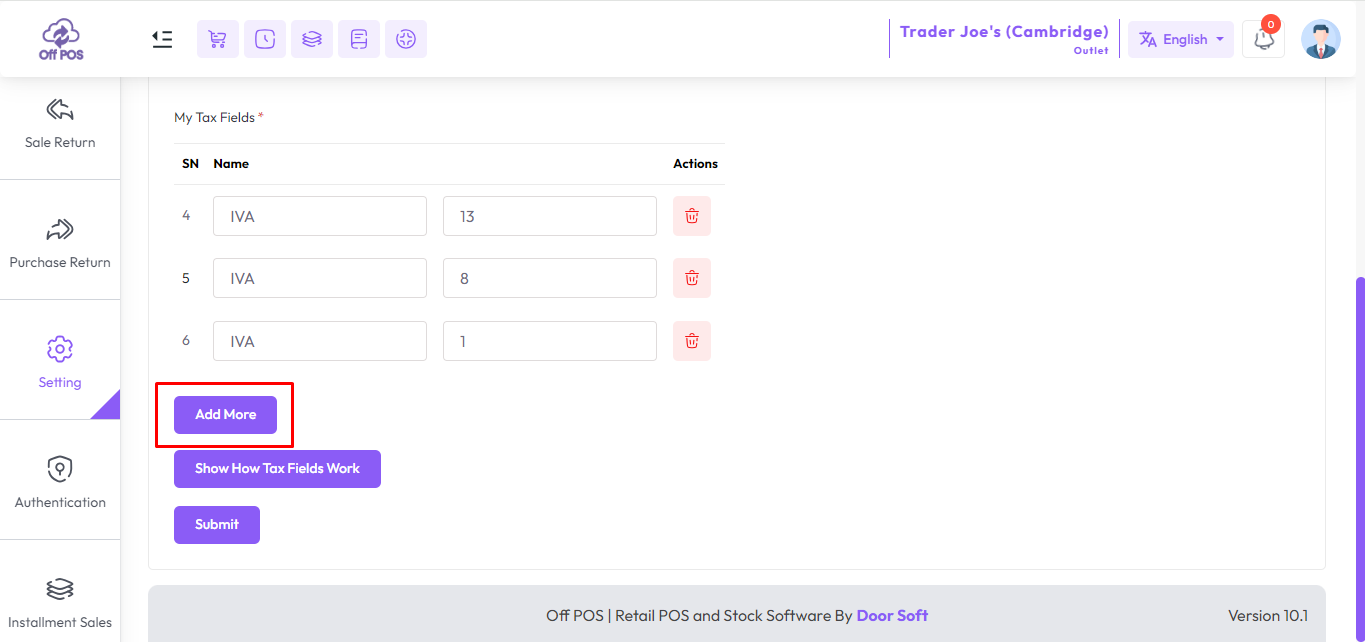 Off POS
Trader Joe's (Cambridge)
Outlet
English
0
Sale Return
Purchase Return
Setting
Authentication
Installment Sales
My Tax Fields *
SN Name Actions
4 IVA 13
5 IVA 8
6 IVA 1
Add More
Show How Tax Fields Work
Submit
Off POS | Retail POS and Stock Software By Door Soft
Version 10.1